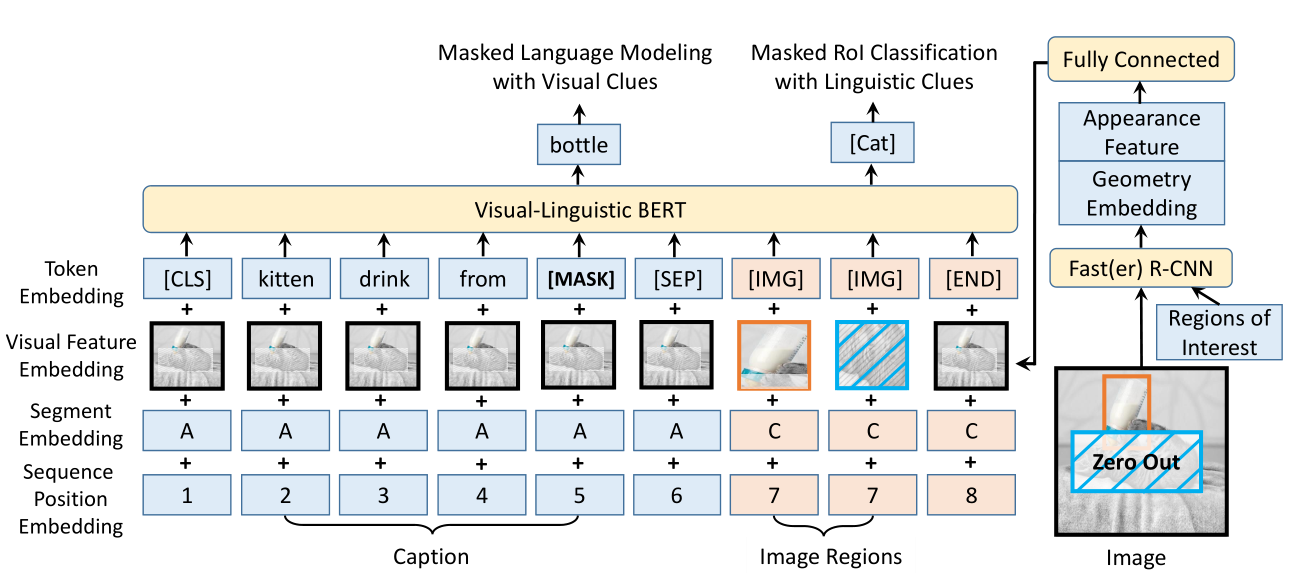 Masked Language Modeling
with Visual Clues
Masked RoI Classification
with Linguistic Clues
Fully Connected
Appearance
Feature
Geometry
Embedding
Fast(er) R-CNN
Regions of
Interest
bottle
[Cat]
Visual-Linguistic BERT
Token
Embedding
[CLS] kitten drink from [MASK] [SEP] [IMG] [IMG] [END]
+ + + + + + + + +
Visual Feature
Embedding
+ + + + + + + + +
Segment
Embedding
A A A A A A C C C
+ + + + + + + + +
Sequence
Position
Embedding
1 2 3 4 5 6 7 7 8
Caption
Image Regions
Zero Out
Image